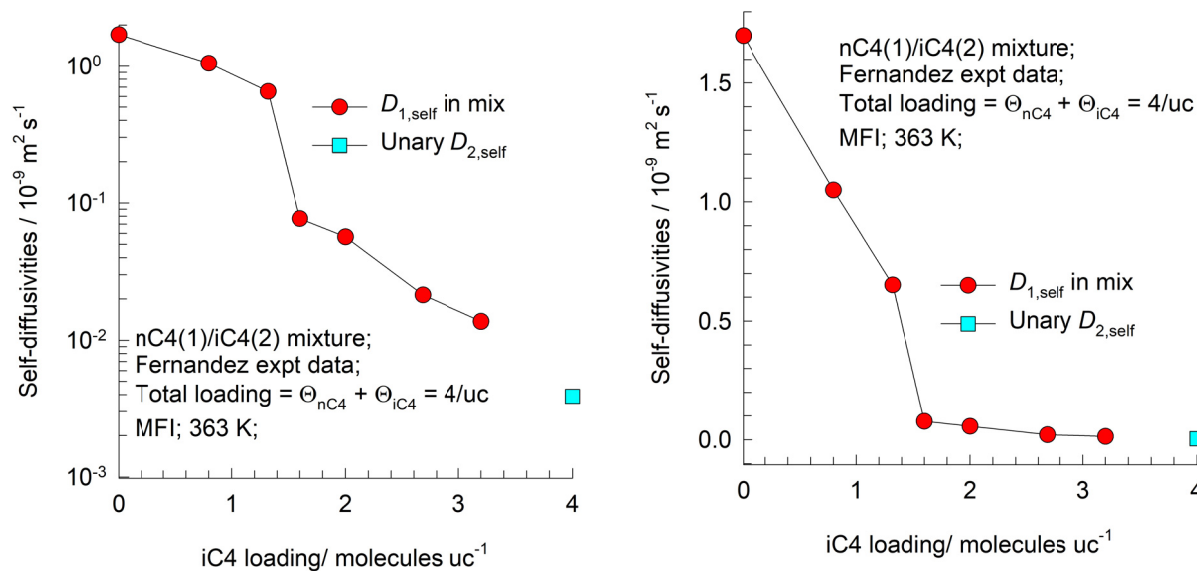 Self-diffusivities / 10⁻⁹ m² s⁻¹
10⁰
10⁻¹
10⁻²
10⁻³
D1,self in mix
Unary D2,self
nC4(1)/iC4(2) mixture;
Fernandez expt data;
Total loading = ΘnC4 + ΘiC4 = 4/uc
MFI; 363 K;
0 1 2 3 4
iC4 loading/ molecules uc⁻¹
Self-diffusivities / 10⁻⁹ m² s⁻¹
1.5
1.0
0.5
0.0
nC4(1)/iC4(2) mixture;
Fernandez expt data;
Total loading = ΘnC4 + ΘiC4 = 4/uc
MFI; 363 K;
D1,self in mix
Unary D2,self
0 1 2 3 4
iC4 loading/ molecules uc⁻¹